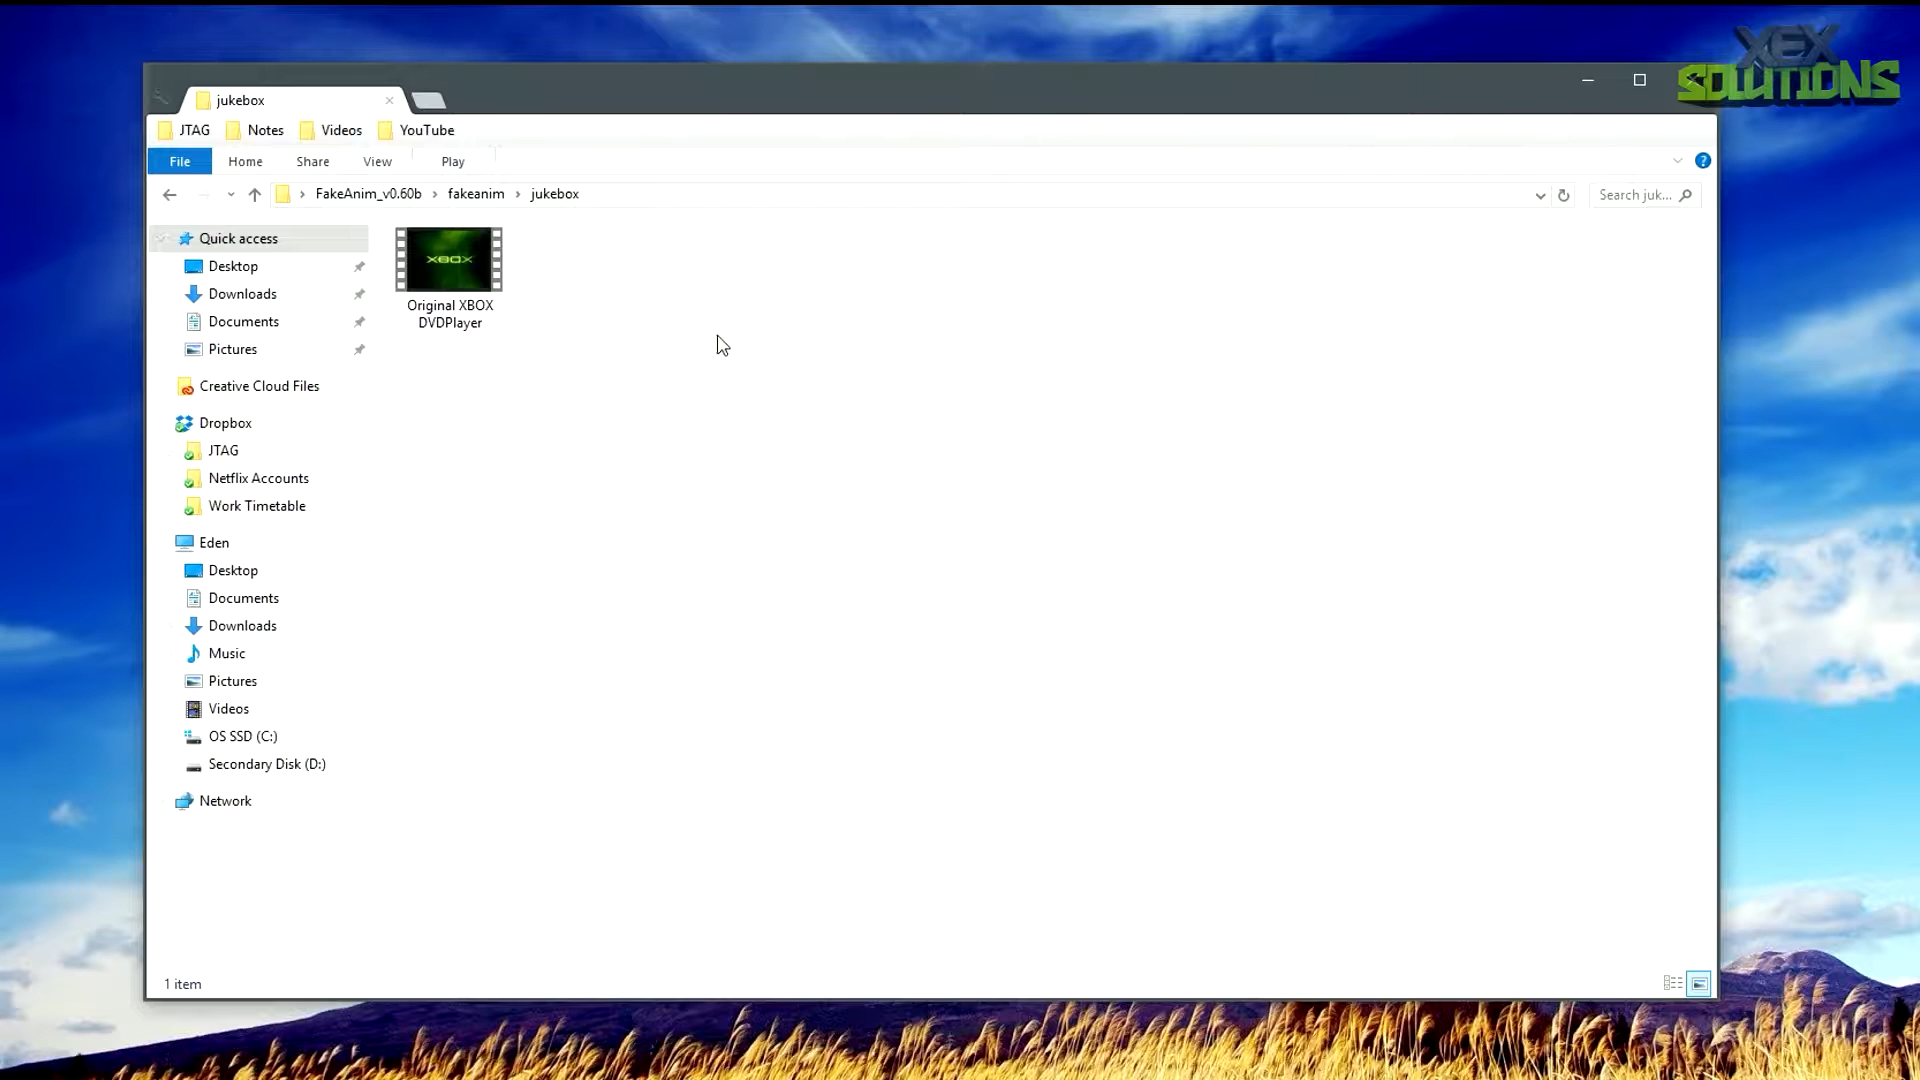 XEX
SOLUTIONS
jukebox
JTAG Notes Videos YouTube
File Home Share View Play
FakeAnim_v0.60b fakeanim jukebox
Search juk...
Quick access
Desktop
Downloads
Documents
Pictures
Creative Cloud Files
Dropbox
JTAG
Netflix Accounts
Work Timetable
Eden
Desktop
Documents
Downloads
Music
Pictures
Videos
OS SSD (C:)
Secondary Disk (D:)
Network
XBOX
Original XBOX
DVDPlayer
1 item